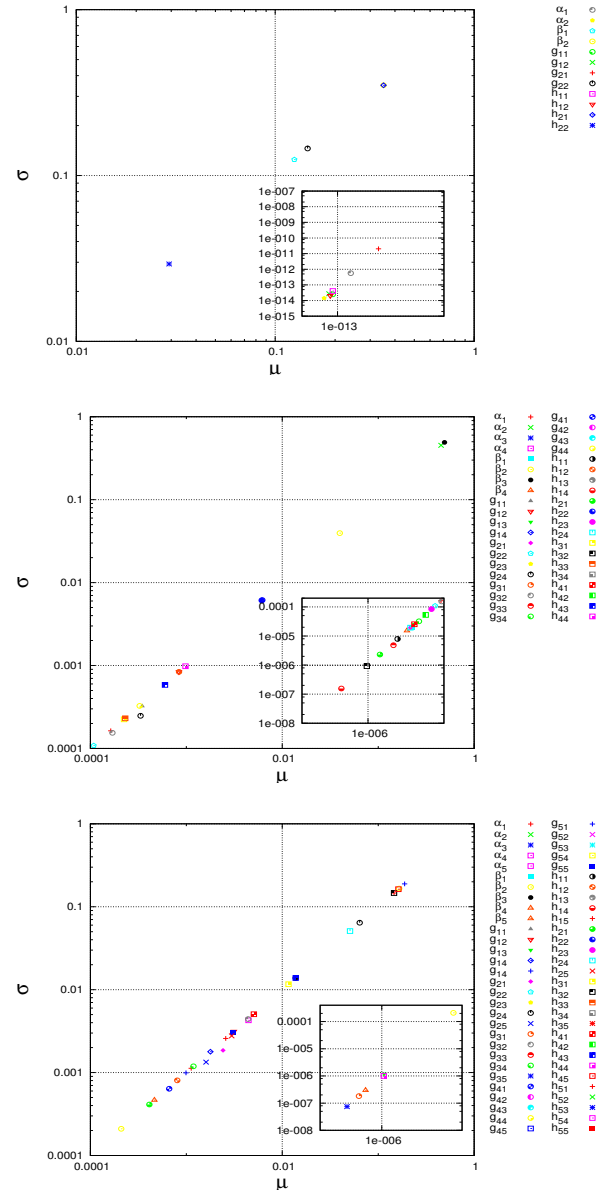 1
0.1
0.01
σ
0.01 0.1 1
μ
1e-007
1e-008
1e-009
1e-010
1e-011
1e-012
1e-013
1e-014
1e-015
1e-013
α1
α2
β1
β2
g11
g12
g21
g22
h11
h12
h21
h22
1
0.1
0.01
0.001
0.0001
σ
0.0001 0.01 1
μ
0.0001
1e-005
1e-006
1e-007
1e-008
1e-006
α1
α2
α3
α4
β1
β2
β3
β4
g11
g12
g13
g14
g21
g22
g23
g24
g31
g32
g33
g34
g41
g42
g43
g44
h11
h12
h13
h14
h21
h22
h23
h24
h31
h32
h33
h34
h41
h42
h43
h44
1
0.1
0.01
0.001
0.0001
σ
0.0001 0.01 1
μ
0.0001
1e-005
1e-006
1e-007
1e-008
1e-006
α1
α2
α3
α4
α5
β1
β2
β3
β4
β5
g11
g12
g13
g14
g14
g21
g22
g23
g24
g25
g31
g32
g33
g34
g35
g41
g42
g43
g44
g45
g51
g52
g53
g54
g55
h11
h12
h13
h14
h15
h21
h22
h23
h24
h25
h31
h32
h33
h34
h35
h41
h42
h43
h44
h45
h51
h52
h53
h54
h55